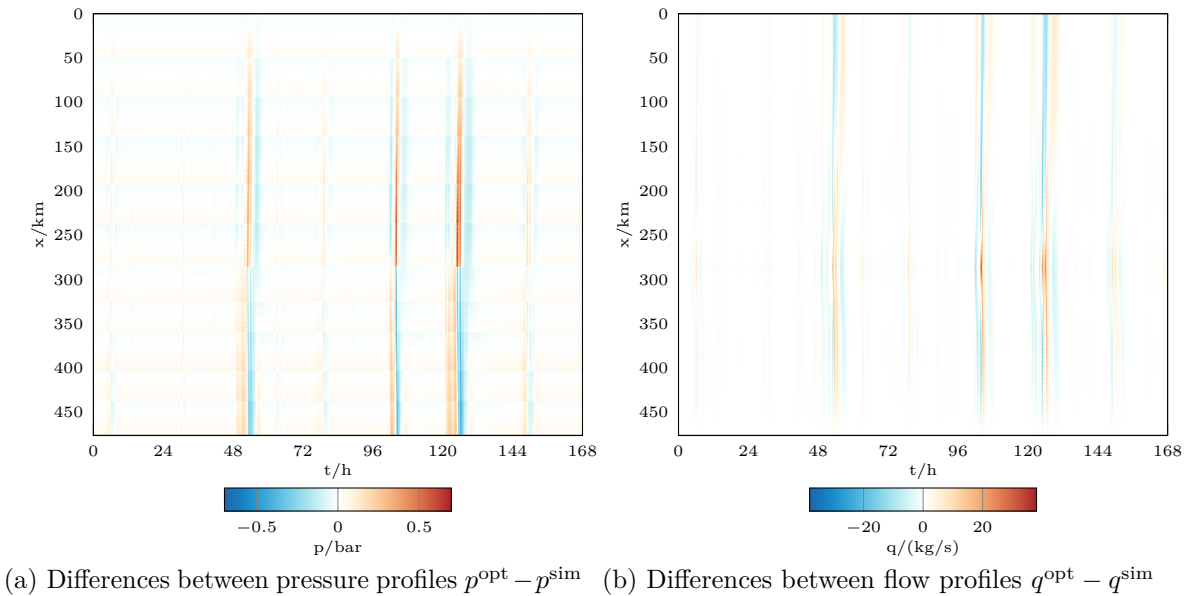 0
50
100
150
200
250
300
350
400
450
x/km
0 24 48 72 96 120 144 168
t/h
−0.5 0 0.5
p/bar
(a) Differences between pressure profiles p^opt − p^sim
0
50
100
150
200
250
300
350
400
450
x/km
0 24 48 72 96 120 144 168
t/h
−20 0 20
q/(kg/s)
(b) Differences between flow profiles q^opt − q^sim